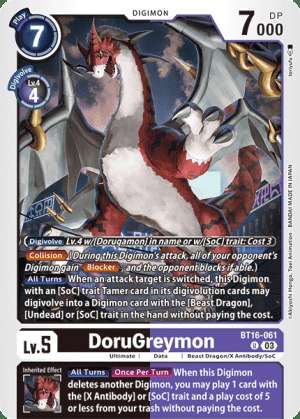 DIGIMON
Play
7
7
DP
000
Digivolve
Lv.4
4
Digivolve Lv.4 w/[Dorugamon] in name or w/[SoC] trait: Cost 3
Collision (During this Digimon's attack, all of your opponent's
Digimon gain Blocker, and the opponent blocks if able.)
All Turns When an attack target is switched, this Digimon
with an [SoC] trait Tamer card in its digivolution cards may
digivolve into a Digimon card with the [Beast Dragon],
[Undead] or [SoC] trait in the hand without paying the cost.
BT16-061
Lv.5
DoruGreymon
U 03
Ultimate Data Beast Dragon/X Antibody/SoC
Inherited Effect
All Turns Once Per Turn When this Digimon
deletes another Digimon, you may play 1 card with
the [X Antibody] or [SoC] trait and a play cost of 5
or less from your trash without paying the cost.